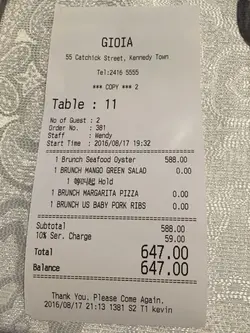 GIOIA
55 Catchick Street, Kennedy Town
Tel:2416 5555
*** COPY *** 2
Table : 11
No of Guest : 2
Order No. : 381
Staff : Wendy
Start Time : 2016/08/17 19:32
1 Brunch Seafood Oyster 588.00
1 BRUNCH MANGO GREEN SALAD 0.00
1 Hold
1 BRUNCH MARGARITA PIZZA 0.00
1 BRUNCH US BABY PORK RIBS 0.00
Subtotal 588.00
10% Ser. Charge 59.00
Total 647.00
Balance 647.00
Thank You. Please Come Again.
2016/08/17 21:13 1381 S2 T1 kevin